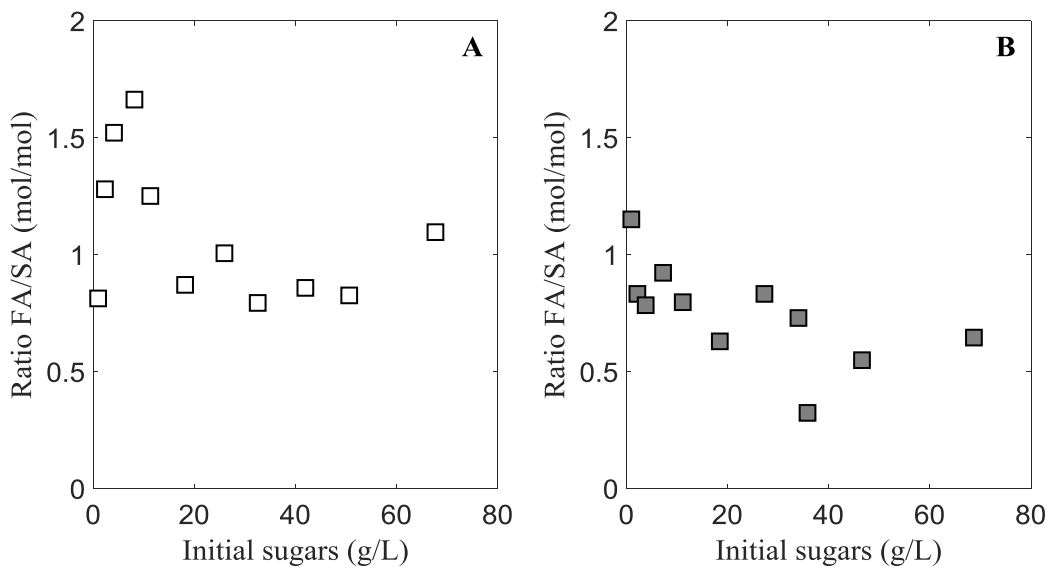 A
Ratio FA/SA (mol/mol)
2
1.5
1
0.5
0
0 20 40 60 80
Initial sugars (g/L)
B
Ratio FA/SA (mol/mol)
2
1.5
1
0.5
0
0 20 40 60 80
Initial sugars (g/L)